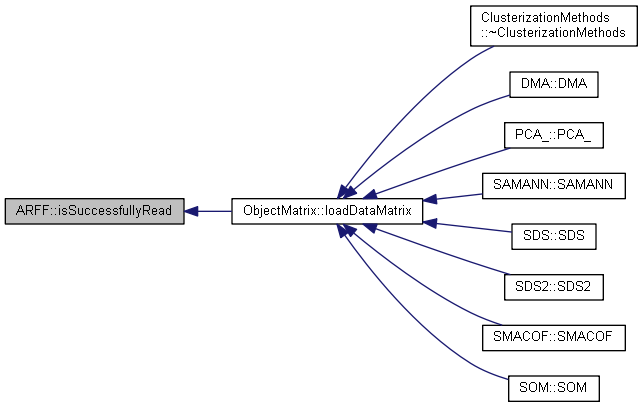 ClusterizationMethods
::~ClusterizationMethods
DMA::DMA
PCA_::PCA_
SAMANN::SAMANN
ARFF::isSuccessfullyRead
ObjectMatrix::loadDataMatrix
SDS::SDS
SDS2::SDS2
SMACOF::SMACOF
SOM::SOM